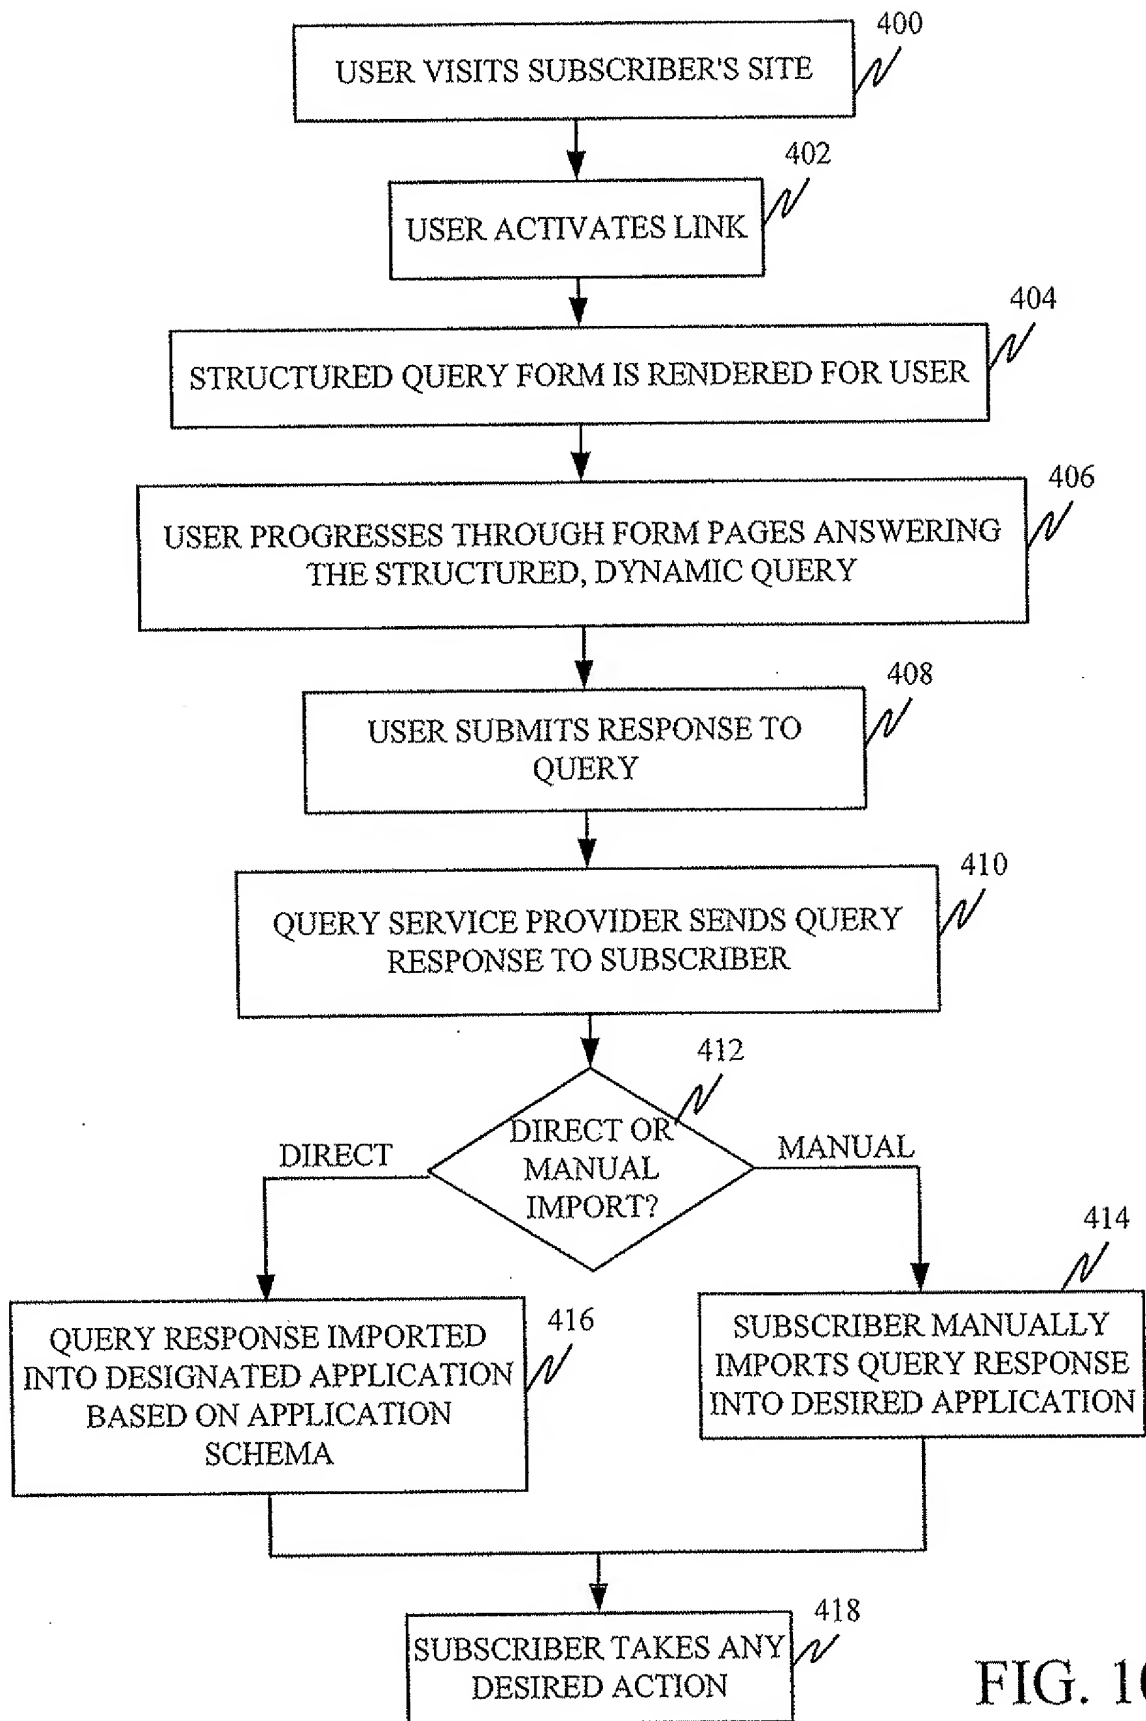 400
USER VISITS SUBSCRIBER'S SITE
402
USER ACTIVATES LINK
404
STRUCTURED QUERY FORM IS RENDERED FOR USER
406
USER PROGRESSES THROUGH FORM PAGES ANSWERING
THE STRUCTURED, DYNAMIC QUERY
408
USER SUBMITS RESPONSE TO
QUERY
410
QUERY SERVICE PROVIDER SENDS QUERY
RESPONSE TO SUBSCRIBER
412
DIRECT OR
MANUAL
IMPORT?
DIRECT
MANUAL
416
QUERY RESPONSE IMPORTED
INTO DESIGNATED APPLICATION
BASED ON APPLICATION
SCHEMA
414
SUBSCRIBER MANUALLY
IMPORTS QUERY RESPONSE
INTO DESIRED APPLICATION
418
SUBSCRIBER TAKES ANY
DESIRED ACTION
FIG. 10